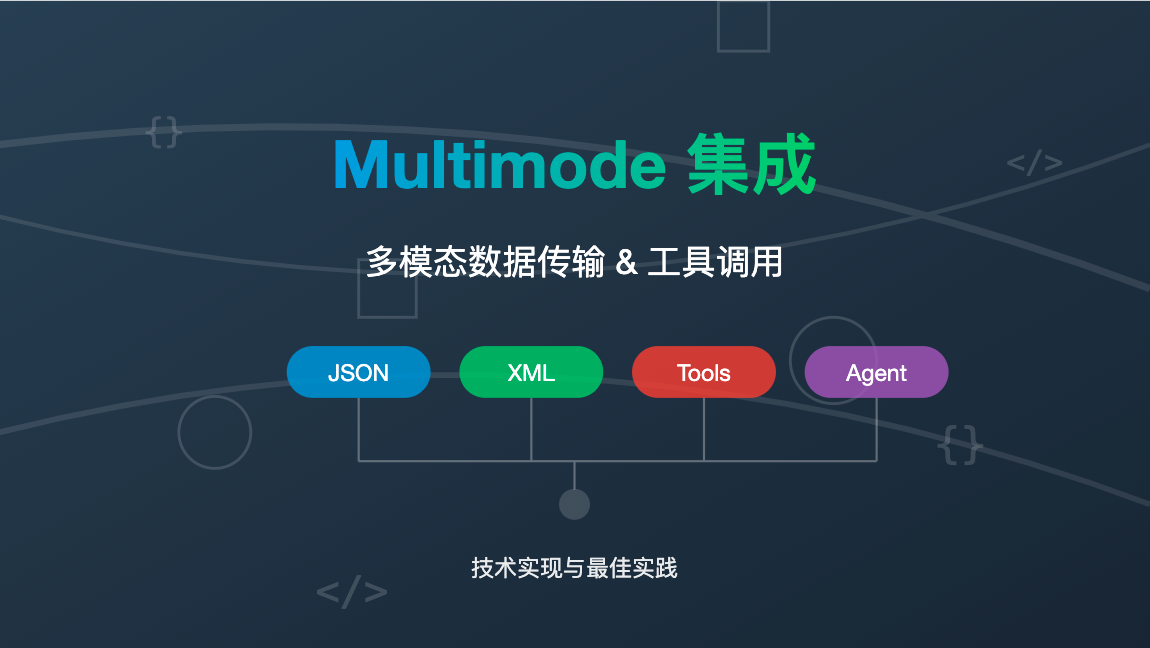 {}
Multimode 集成
</>
多模态数据传输 & 工具调用
JSON
XML
Tools
Agent
{}
技术实现与最佳实践
</>